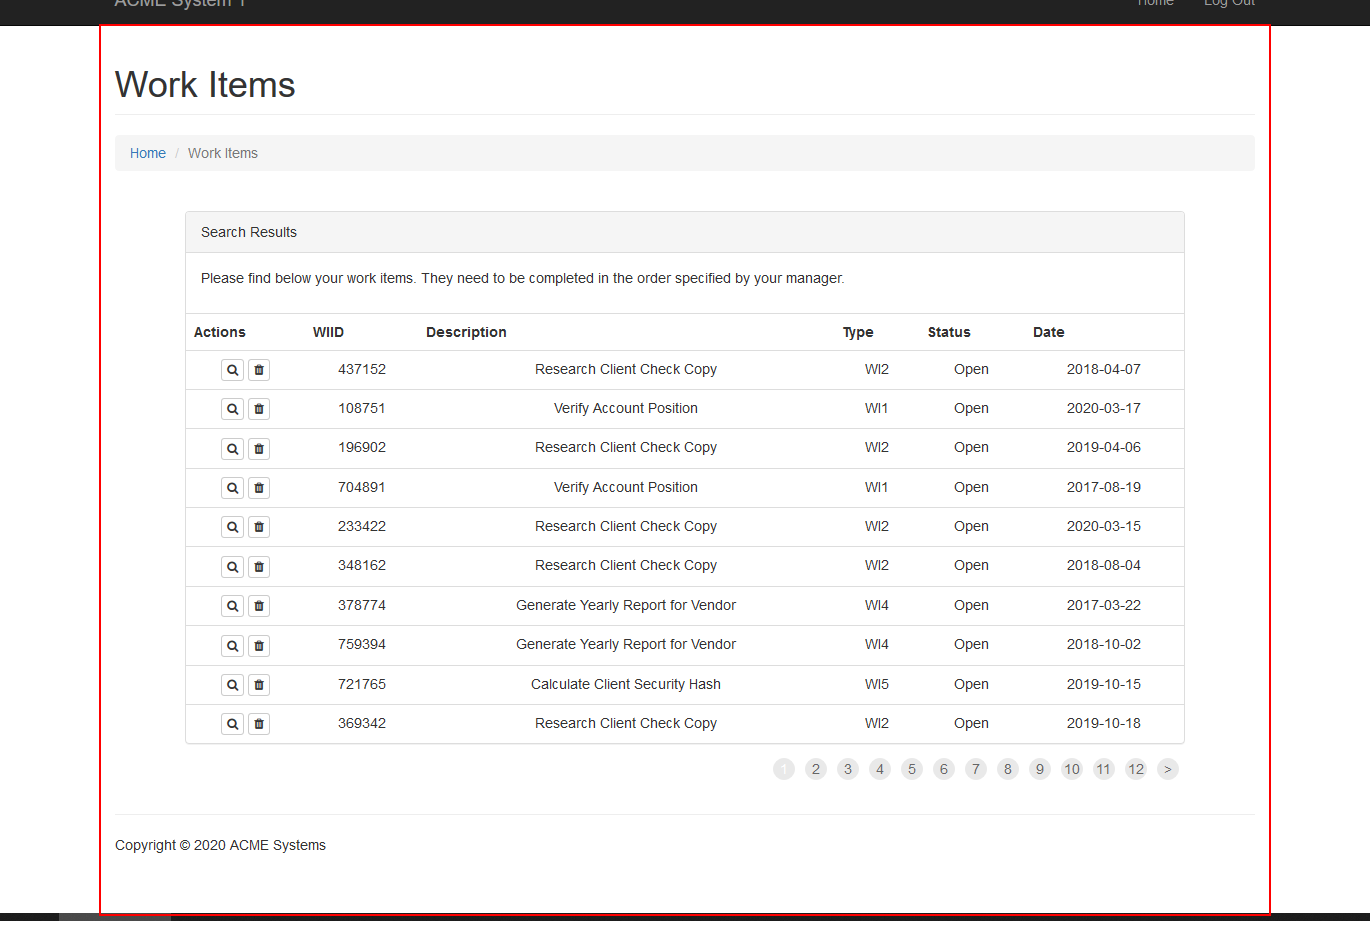 ACME System 1 Home Log Out
Work Items
Home / Work Items
Search Results
Please find below your work items. They need to be completed in the order specified by your manager.
Actions WIID Description Type Status Date
437152 Research Client Check Copy WI2 Open 2018-04-07
108751 Verify Account Position WI1 Open 2020-03-17
196902 Research Client Check Copy WI2 Open 2019-04-06
704891 Verify Account Position WI1 Open 2017-08-19
233422 Research Client Check Copy WI2 Open 2020-03-15
348162 Research Client Check Copy WI2 Open 2018-08-04
378774 Generate Yearly Report for Vendor WI4 Open 2017-03-22
759394 Generate Yearly Report for Vendor WI4 Open 2018-10-02
721765 Calculate Client Security Hash WI5 Open 2019-10-15
369342 Research Client Check Copy WI2 Open 2019-10-18
1 2 3 4 5 6 7 8 9 10 11 12 >
Copyright © 2020 ACME Systems